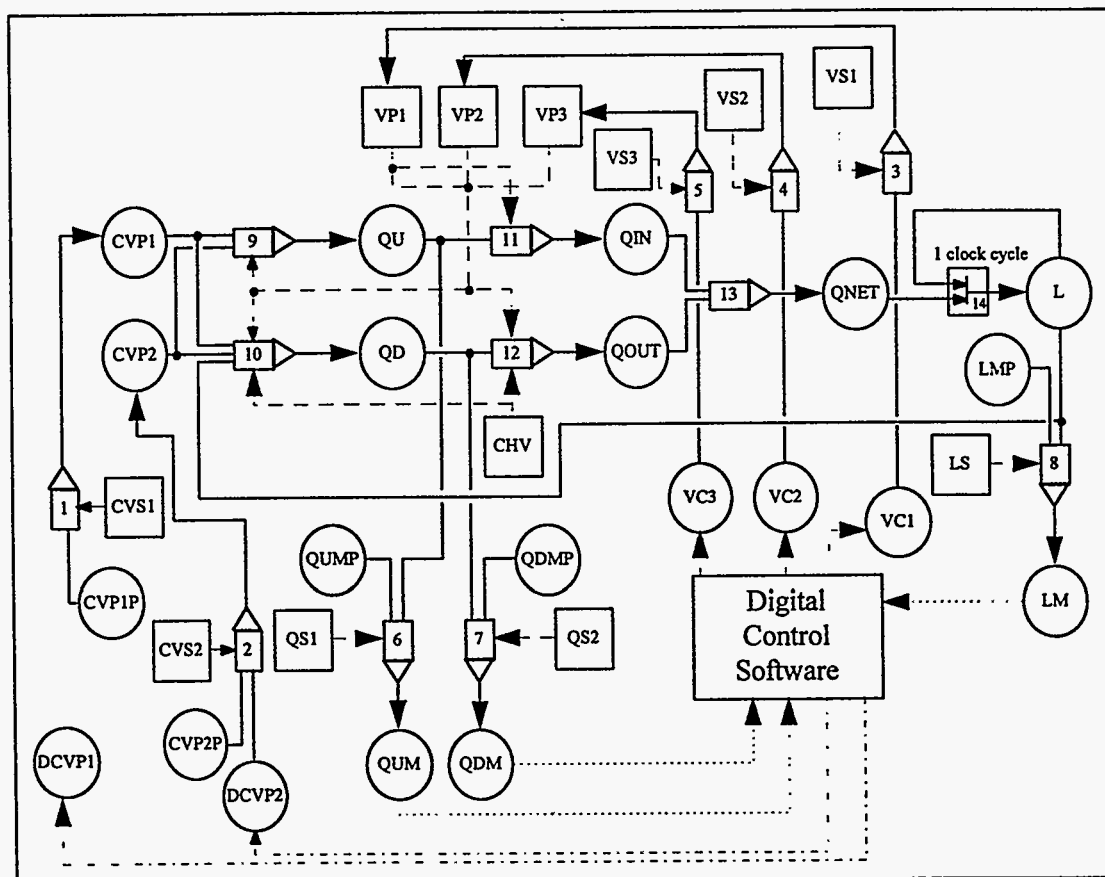 VS1
VP1
VP2
VP3
VS2
VS3
5
4
3
CVP1
9
QU
11
QIN
1 clock cycle
13
QNET
14
L
CVP2
10
QD
12
QOUT
LMP
CHV
LS
8
1
CVS1
VC3
VC2
VC1
QUMP
QDMP
CVP1P
Digital
Control
Software
LM
CVS2
2
QS1
6
7
QS2
CVP2P
DCVP1
DCVP2
QUM
QDM